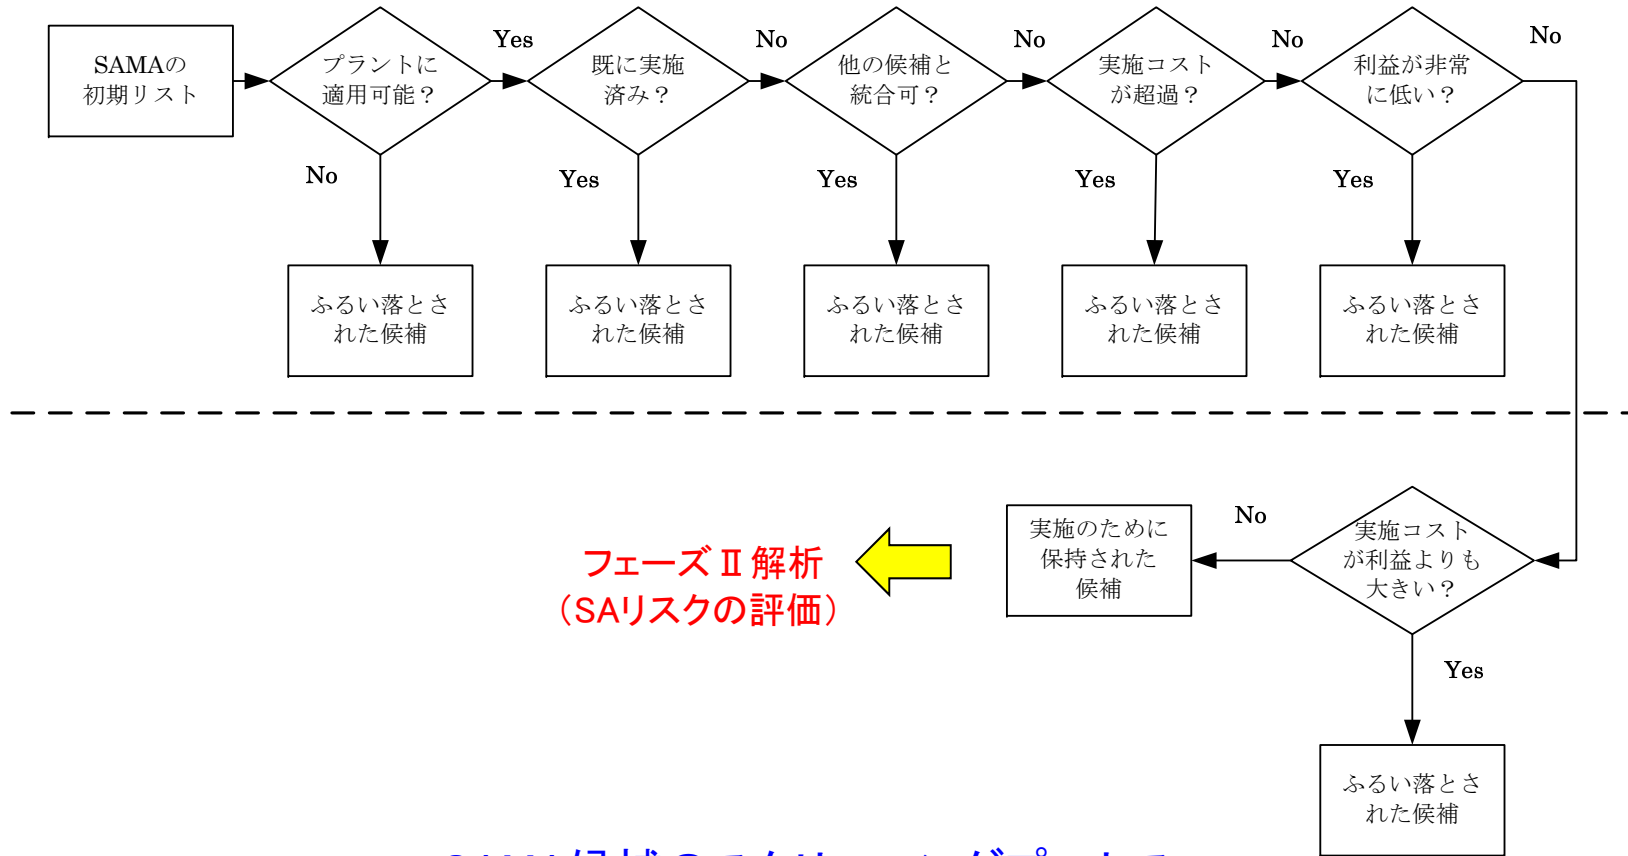 SAMAの
初期リスト
プラントに
適用可能？
Yes
既に実施
済み？
No
他の候補と
統合可？
No
実施コスト
が超過？
No
利益が非常
に低い？
No
No
Yes
Yes
Yes
Yes
ふるい落とさ
れた候補
ふるい落とさ
れた候補
ふるい落とさ
れた候補
ふるい落とさ
れた候補
ふるい落とさ
れた候補
フェーズⅡ解析
（SAリスクの評価）
実施のために
保持された
候補
No
実施コスト
が利益よりも
大きい？
Yes
ふるい落とさ
れた候補